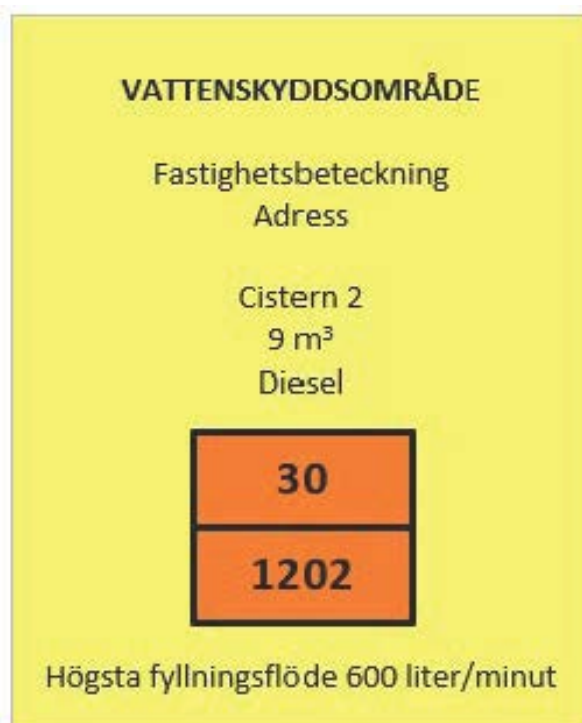 VATTENSKYDDSOMRÅDE
Fastighetsbeteckning
Adress
Cistern 2
9 m³
Diesel
30
1202
Högsta fyllningsflöde 600 liter/minut